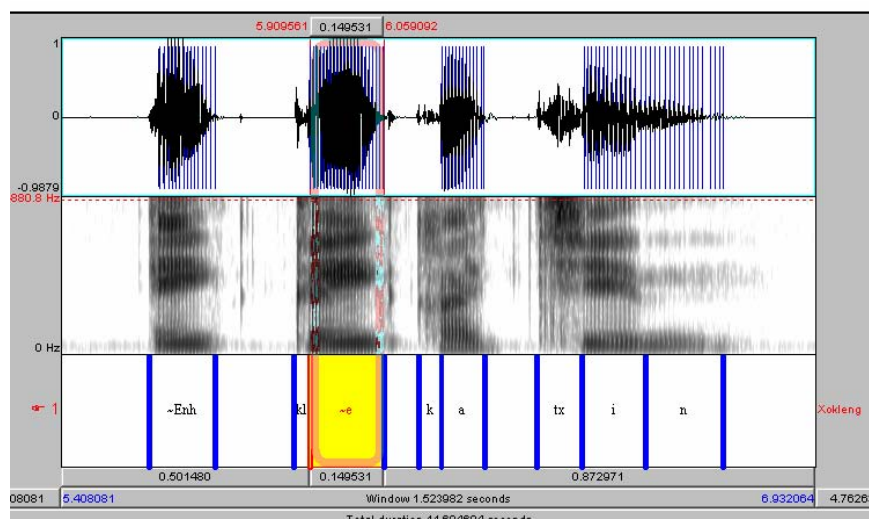 5.909561 0.149531 6.059092
1
0
-0.9879
880.8 Hz
0 Hz
1 ~Enh kl ~e k a tx i n Xokleng
0.501480 0.149531 0.872971
08081 5.408081 Window 1.523982 seconds 6.932064 4.7626